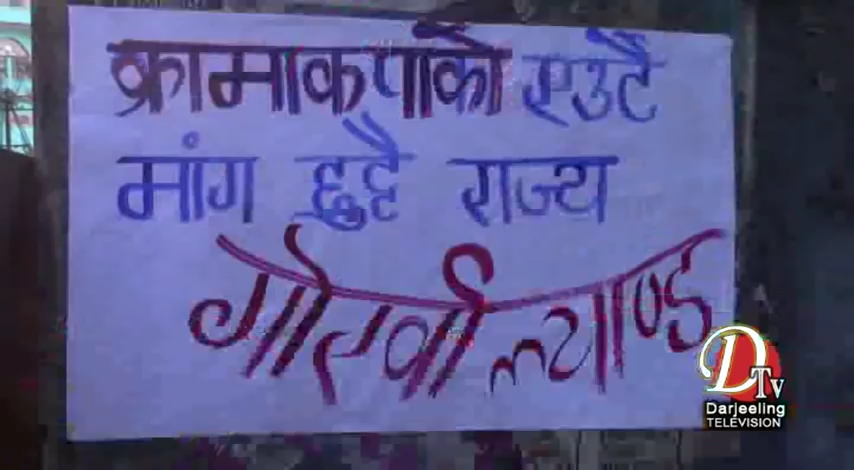 क्रामाकपाको एउटै
मांग छुट्टै राज्य
गोर्खाल्याण्ड
DTV
Darjeeling
TELEVISION